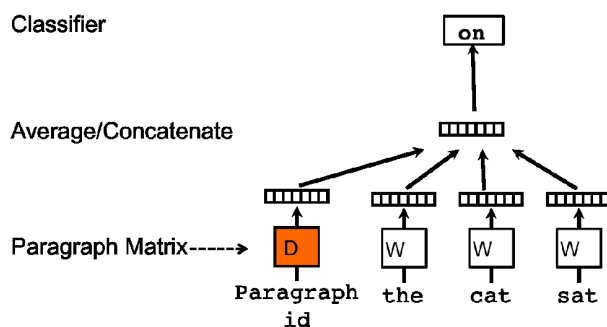 Classifier
on
Average/Concatenate
Paragraph Matrix
D
W
W
W
Paragraph
id
the
cat
sat